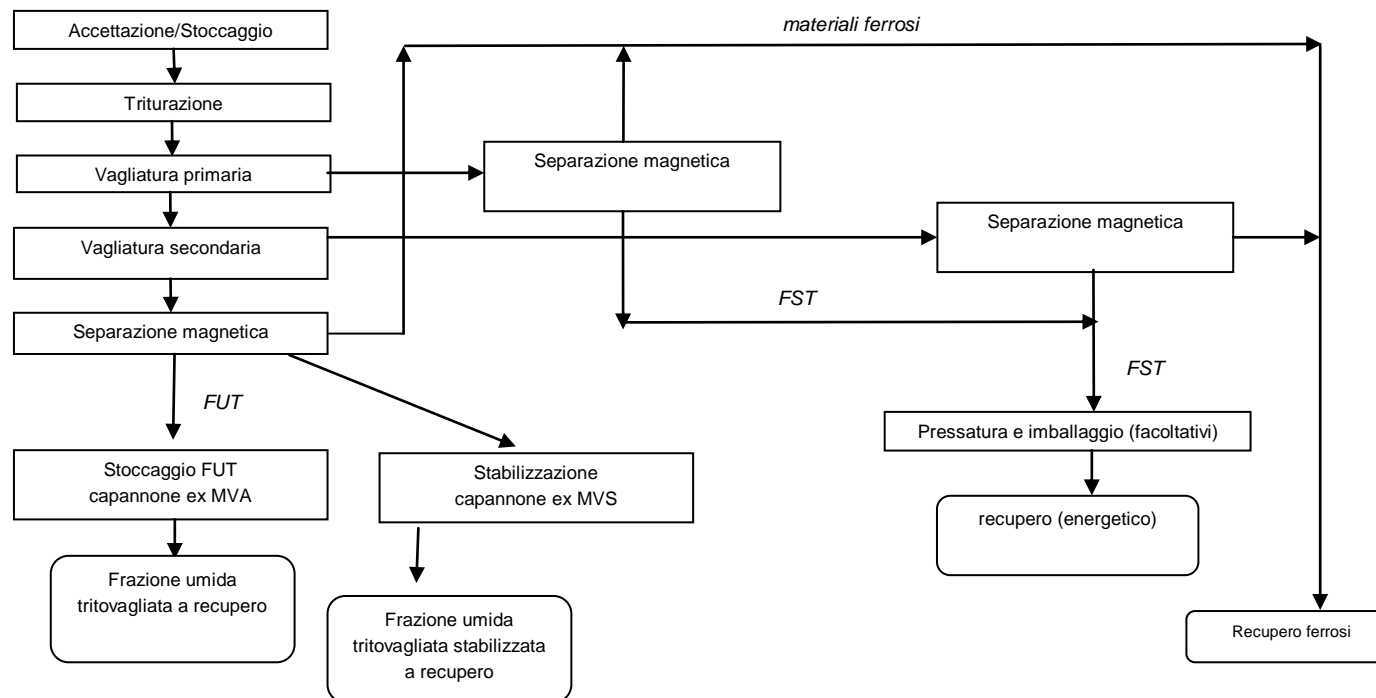 Accettazione/Stoccaggio
materiali ferrosi
Triturazione
Separazione magnetica
Vagliatura primaria
Separazione magnetica
Vagliatura secondaria
FST
Separazione magnetica
FST
FUT
Pressatura e imballaggio (facoltativi)
Stoccaggio FUT
capannone ex MVA
Stabilizzazione
capannone ex MVS
recupero (energetico)
Frazione umida
tritovagliata a recupero
Frazione umida
tritovagliata stabilizzata
a recupero
Recupero ferrosi